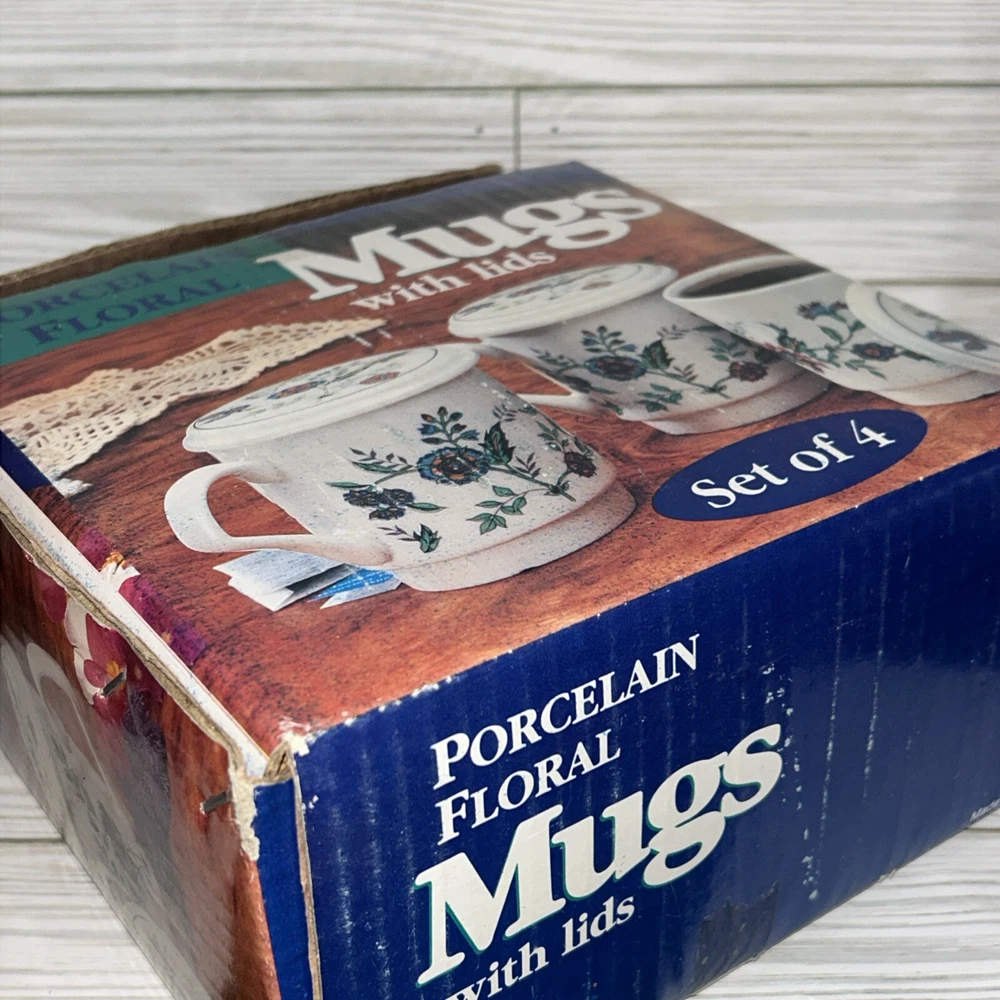 PORCELAIN
FLORAL
Mugs
with lids
Set of 4
PORCELAIN
FLORAL
Mugs
with lids